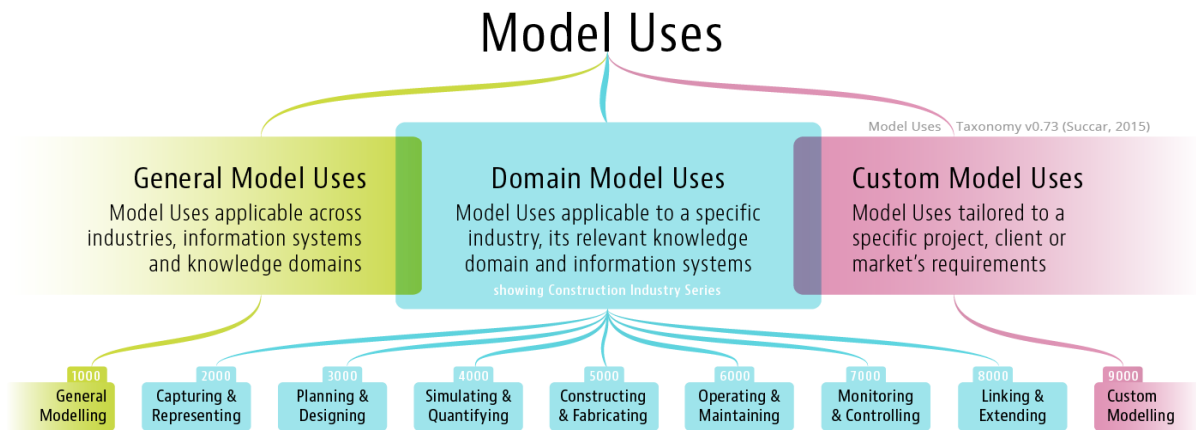 Model Uses
Model Uses Taxonomy v0.73 (Succar, 2015)
General Model Uses
Model Uses applicable across
industries, information systems
and knowledge domains
Domain Model Uses
Model Uses applicable to a specific
industry, its relevant knowledge
domain and information systems
showing Construction Industry Series
Custom Model Uses
Model Uses tailored to a
specific project, client or
market's requirements
1000
General
Modelling
2000
Capturing &
Representing
3000
Planning &
Designing
4000
Simulating &
Quantifying
5000
Constructing
& Fabricating
6000
Operating &
Maintaining
7000
Monitoring
& Controlling
8000
Linking &
Extending
9000
Custom
Modelling